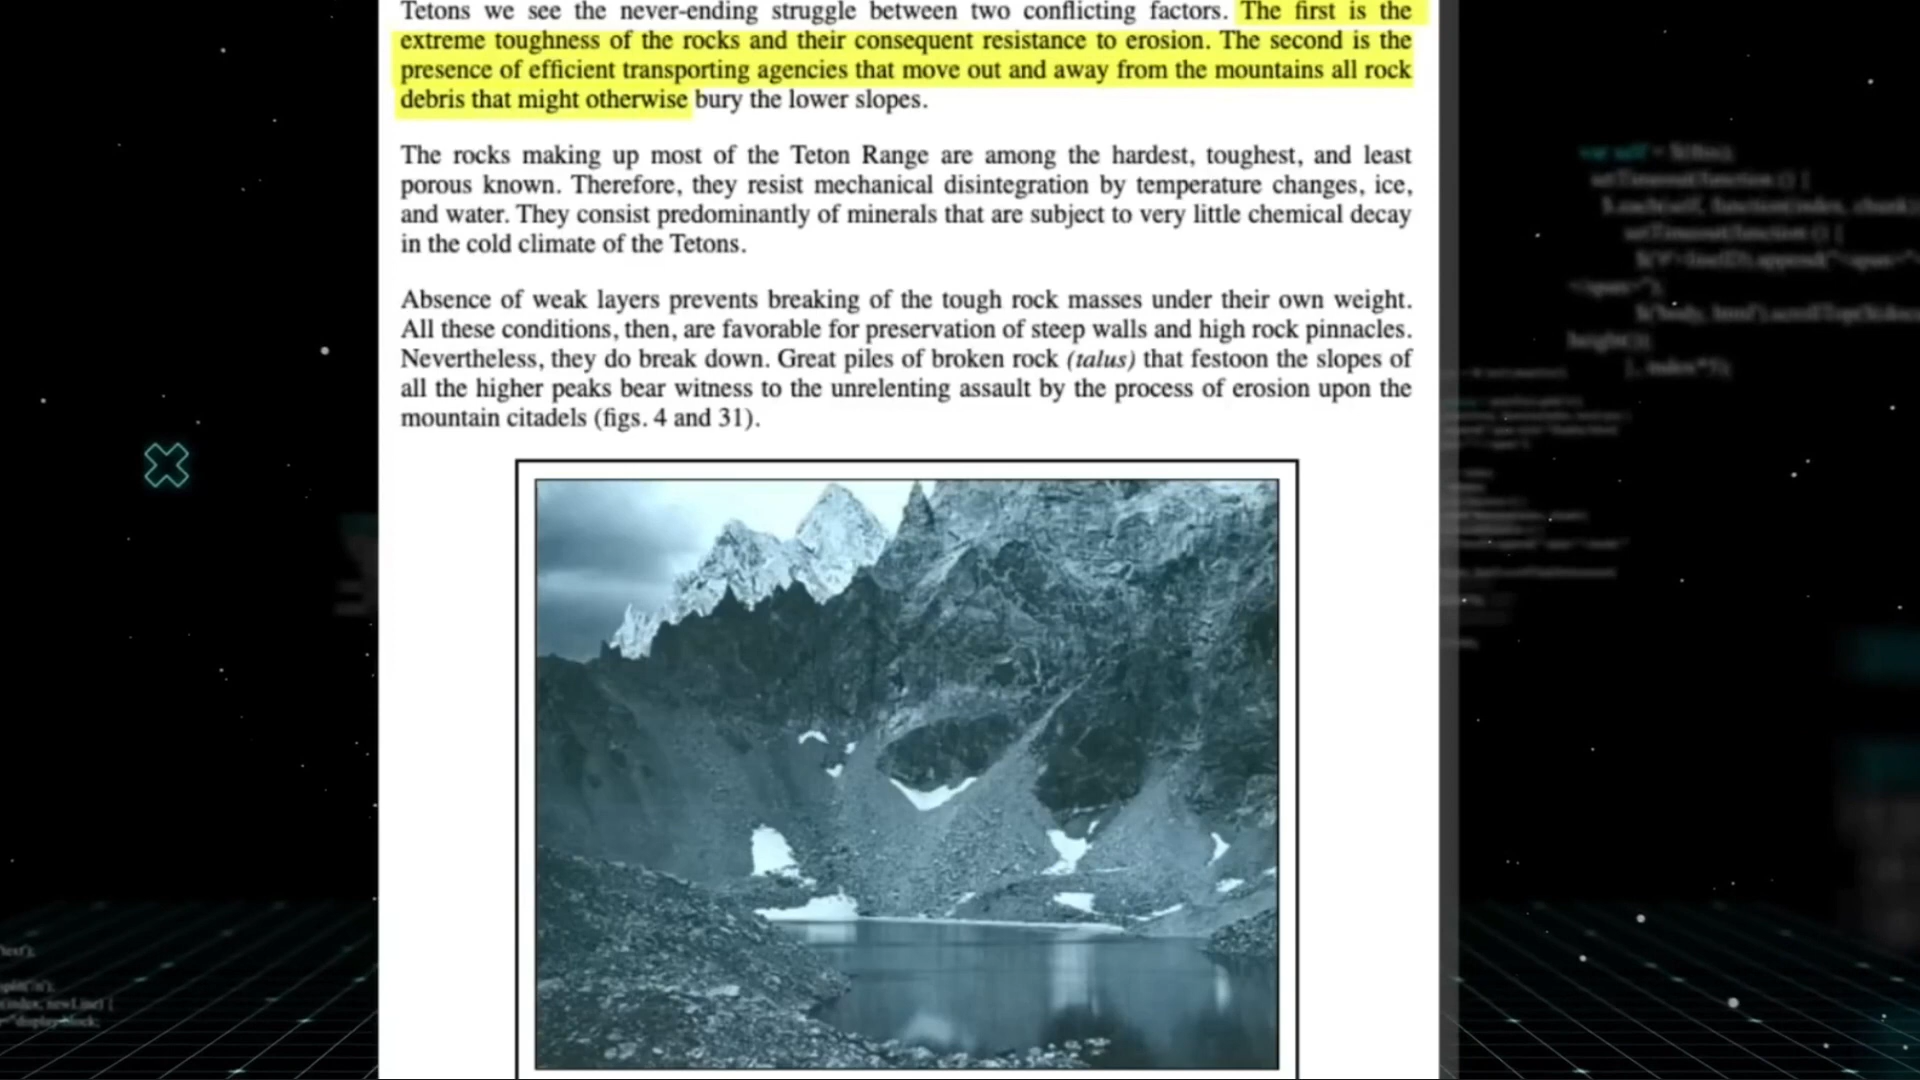 Tetons we see the never-ending struggle between two conflicting factors. The first is the
extreme toughness of the rocks and their consequent resistance to erosion. The second is the
presence of efficient transporting agencies that move out and away from the mountains all rock
debris that might otherwise bury the lower slopes.
The rocks making up most of the Teton Range are among the hardest, toughest, and least
porous known. Therefore, they resist mechanical disintegration by temperature changes, ice,
and water. They consist predominantly of minerals that are subject to very little chemical decay
in the cold climate of the Tetons.
Absence of weak layers prevents breaking of the tough rock masses under their own weight.
All these conditions, then, are favorable for preservation of steep walls and high rock pinnacles.
Nevertheless, they do break down. Great piles of broken rock (talus) that festoon the slopes of
all the higher peaks bear witness to the unrelenting assault by the process of erosion upon the
mountain citadels (figs. 4 and 31).